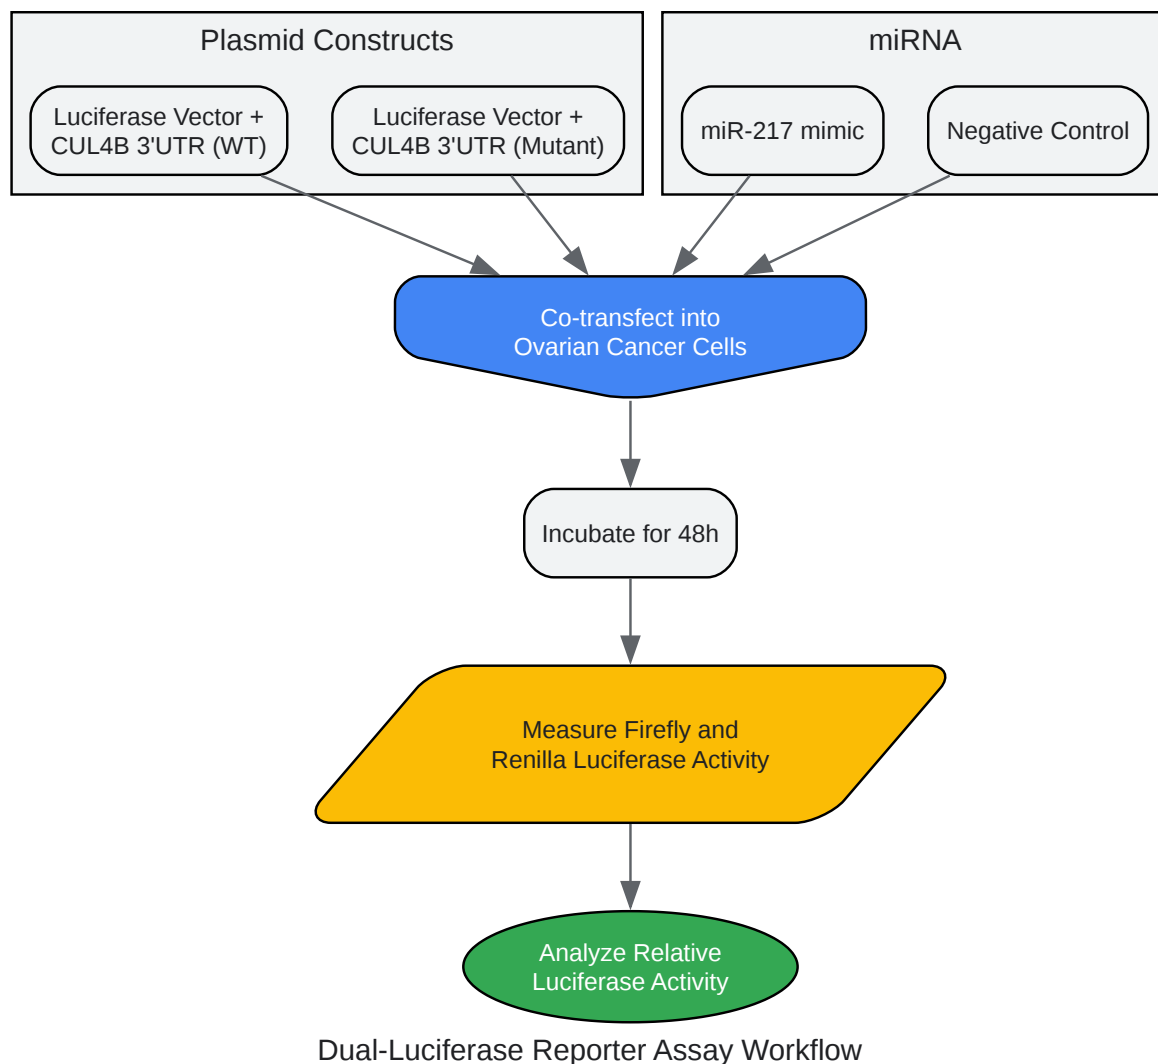 Plasmid Constructs
Luciferase Vector +
CUL4B 3'UTR (WT)
Luciferase Vector +
CUL4B 3'UTR (Mutant)
miRNA
miR-217 mimic
Negative Control
Co-transfect into
Ovarian Cancer Cells
Incubate for 48h
Measure Firefly and
Renilla Luciferase Activity
Analyze Relative
Luciferase Activity
Dual-Luciferase Reporter Assay Workflow